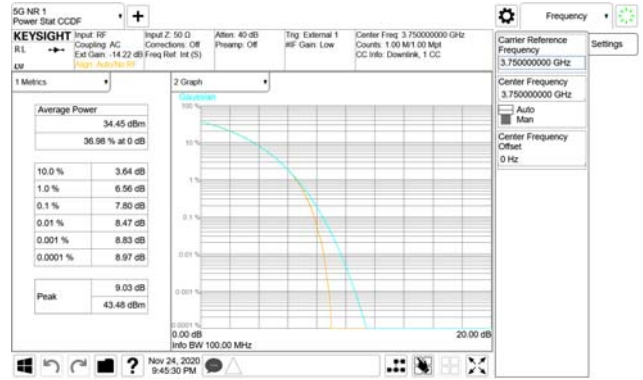 5G NR 1
Power Stat CCDF
Frequency
KEYSIGHT
RL
Input: RF
Coupling: AC
Ext Gain: -14.22 dB
Align: Auto/No RF
Input Z: 50 Ω
Corrections: Off
Freq Ref: Int (S)
Atten: 40 dB
Preamp: Off
Trig: External 1
#IF Gain: Low
Center Freq: 3.750000000 GHz
Counts: 1.00 M/1.00 Mpt
CC Info: Downlink, 1 CC
Carrier Reference
Frequency
3.750000000 GHz
Settings
Center Frequency
3.750000000 GHz
Auto
Man
Center Frequency
Offset
0 Hz
1 Metrics
Average Power
34.45 dBm
36.98 % at 0 dB
10.0 % 3.64 dB
1.0 % 6.56 dB
0.1 % 7.80 dB
0.01 % 8.47 dB
0.001 % 8.83 dB
0.0001 % 8.97 dB
Peak
9.03 dB
43.48 dBm
2 Graph
Gaussian
100 %
10 %
1 %
0.1 %
0.01 %
0.001 %
0.0001 %
0.00 dB
20.00 dB
Info BW 100.00 MHz
?
Nov 24, 2020
9:45:30 PM